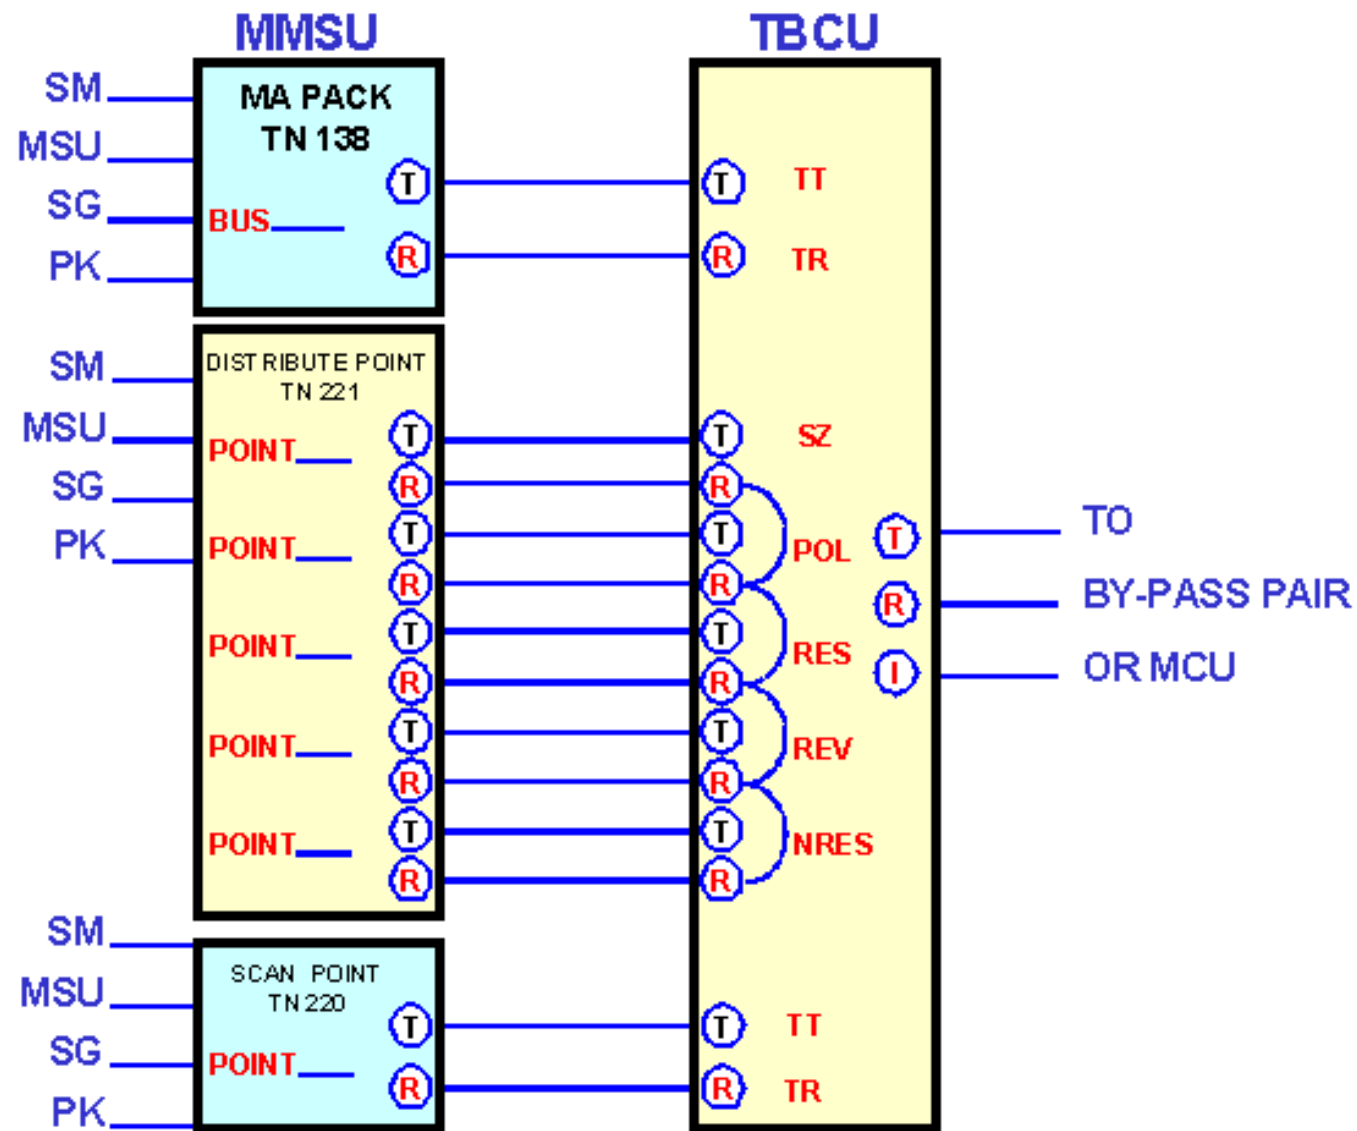 MMSU
TBCU
SM
MSU
SG
PK
MA PACK
TN 138
BUS
T
R
T
R
TT
TR
SM
MSU
SG
PK
DISTRIBUTE POINT
TN 221
POINT
POINT
POINT
POINT
POINT
T
R
T
R
T
R
T
R
T
R
T
R
T
R
T
R
T
R
T
R
SZ
POL
RES
REV
NRES
T
R
I
TO
BY-PASS PAIR
OR MCU
SM
MSU
SG
PK
SCAN POINT
TN 220
POINT
T
R
T
R
TT
TR